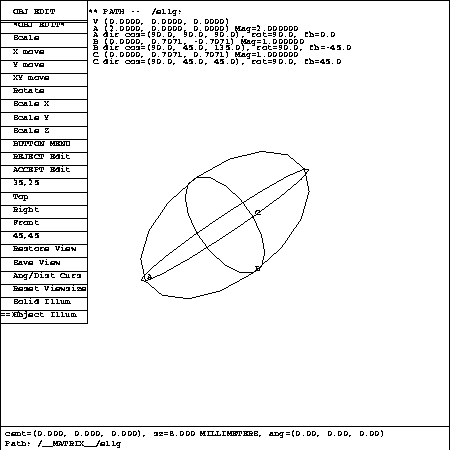 OBJ EDIT
*OBJ EDIT*
Scale
X move
Y move
XY move
Rotate
Scale X
Scale Y
Scale Z
BUTTON MENU
REJECT Edit
ACCEPT Edit
35,25
Top
Right
Front
45,45
Restore View
Save View
Ang/Dist Curs
Reset Viewsize
Solid Illum
==Object Illum
** PATH -- /ellg:
V (0.0000, 0.0000, 0.0000)
A (2.0000, 0.0000, 0.0000) Mag=2.000000
A dir cos=(90.0, 90.0, 90.0), rot=90.0, fb=0.0
B (0.0000, 0.7071, -0.7071) Mag=1.000000
B dir cos=(90.0, 45.0, 135.0), rot=90.0, fb=-45.0
C (0.0000, 0.7071, 0.7071) Mag=1.000000
C dir cos=(90.0, 45.0, 45.0), rot=90.0, fb=45.0
C
B
A
cent=(0.000, 0.000, 0.000), sz=8.000 MILLIMETERS, ang=(0.00, 0.00, 0.00)
Path: /__MATRIX__/ellg